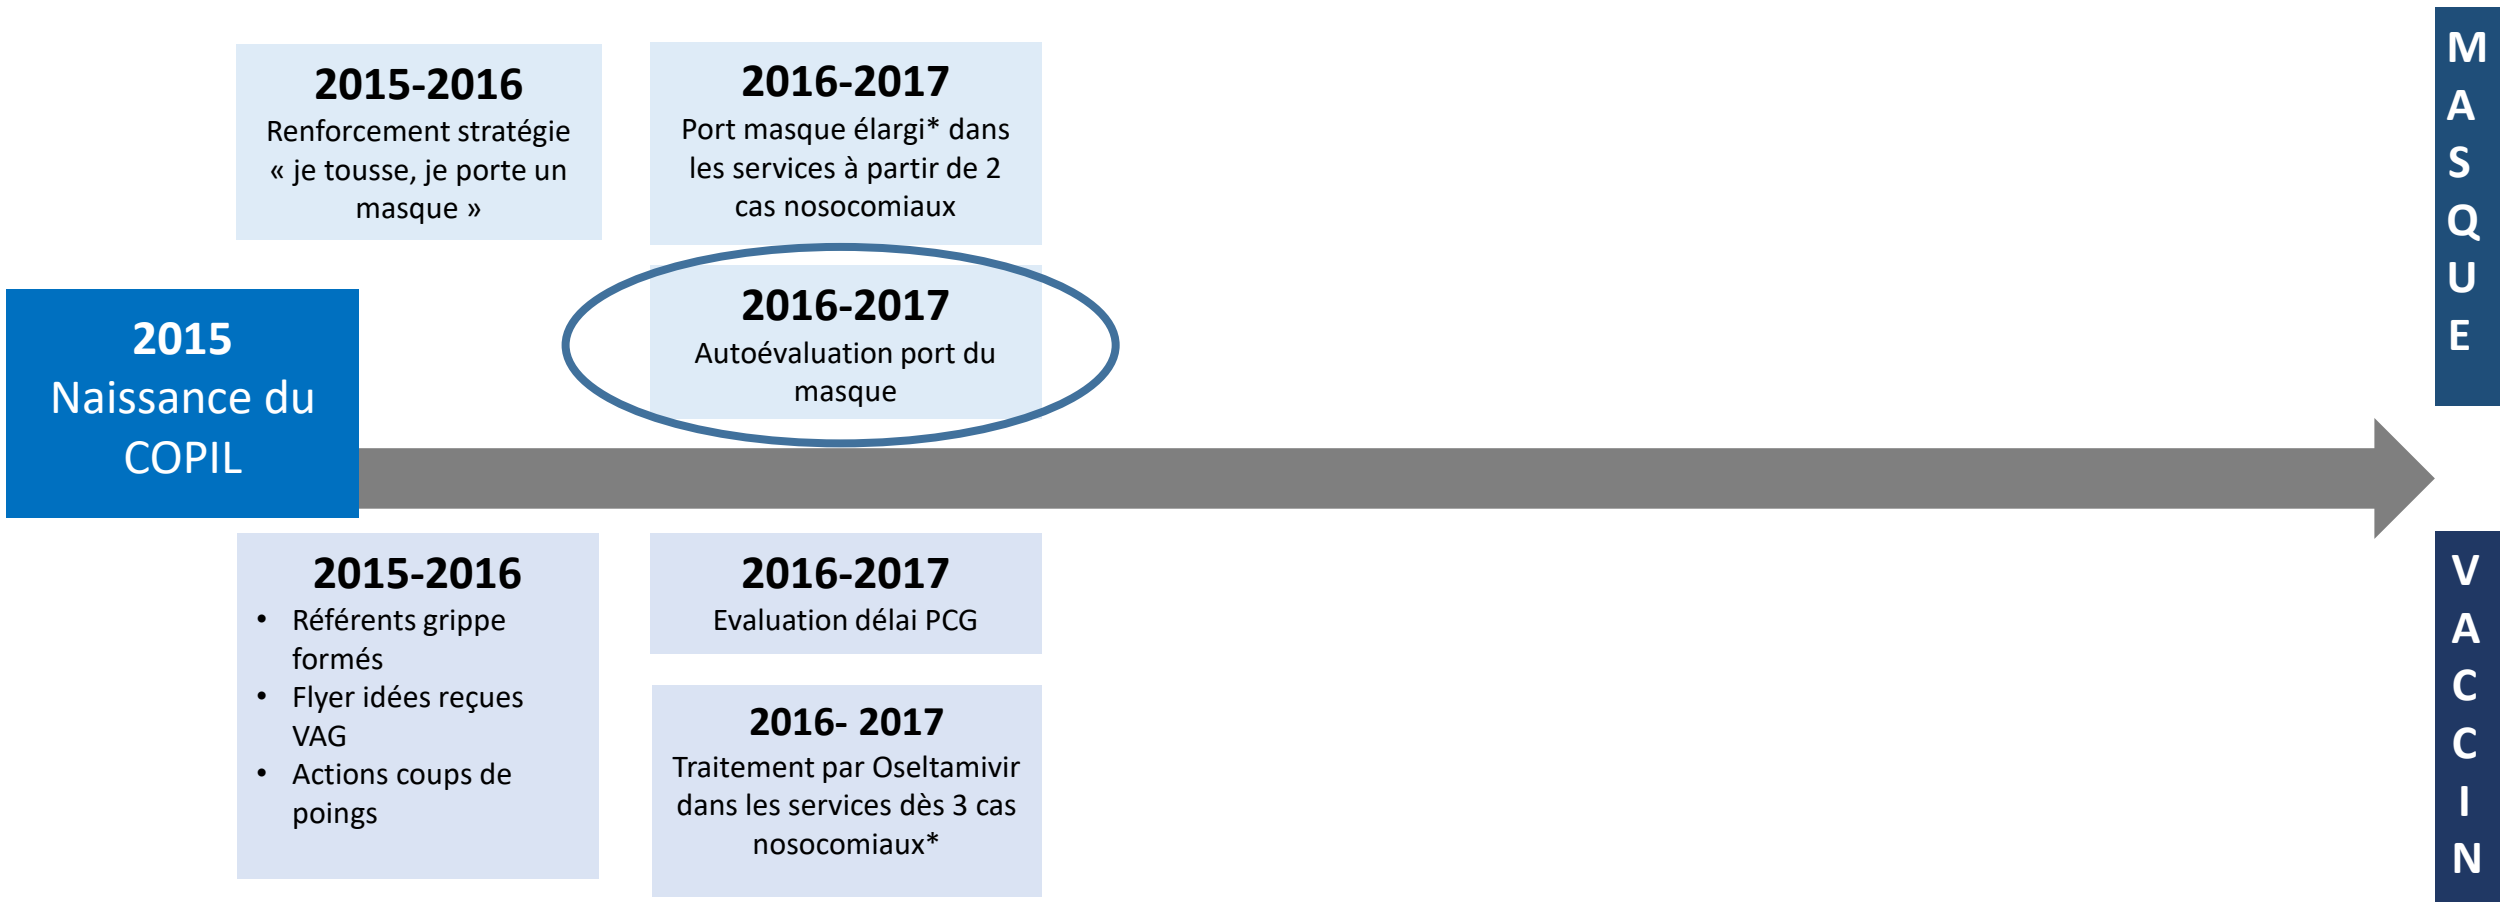 2015-2016
Renforcement stratégie
« je tousse, je porte un
masque »
2016-2017
Port masque élargi* dans
les services à partir de 2
cas nosocomiaux
2016-2017
Autoévaluation port du
masque
2015
Naissance du
COPIL
2015-2016
• Référents grippe
formés
• Flyer idées reçues
VAG
• Actions coups de
poings
2016-2017
Evaluation délai PCG
2016- 2017
Traitement par Oseltamivir
dans les services dès 3 cas
nosocomiaux*
M
A
S
Q
U
E
V
A
C
C
I
N